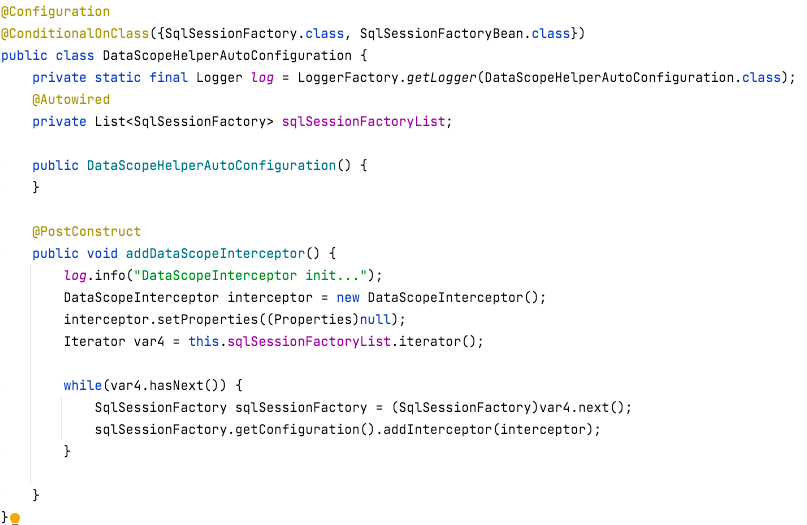 @Configuration
@ConditionalOnClass({SqlSessionFactory.class, SqlSessionFactoryBean.class})
public class DataScopeHelperAutoConfiguration {
    private static final Logger log = LoggerFactory.getLogger(DataScopeHelperAutoConfiguration.class);
    @Autowired
    private List<SqlSessionFactory> sqlSessionFactoryList;

    public DataScopeHelperAutoConfiguration() {
    }

    @PostConstruct
    public void addDataScopeInterceptor() {
        log.info("DataScopeInterceptor init...");
        DataScopeInterceptor interceptor = new DataScopeInterceptor();
        interceptor.setProperties((Properties)null);
        Iterator var4 = this.sqlSessionFactoryList.iterator();

        while(var4.hasNext()) {
            SqlSessionFactory sqlSessionFactory = (SqlSessionFactory)var4.next();
            sqlSessionFactory.getConfiguration().addInterceptor(interceptor);
        }

    }
}